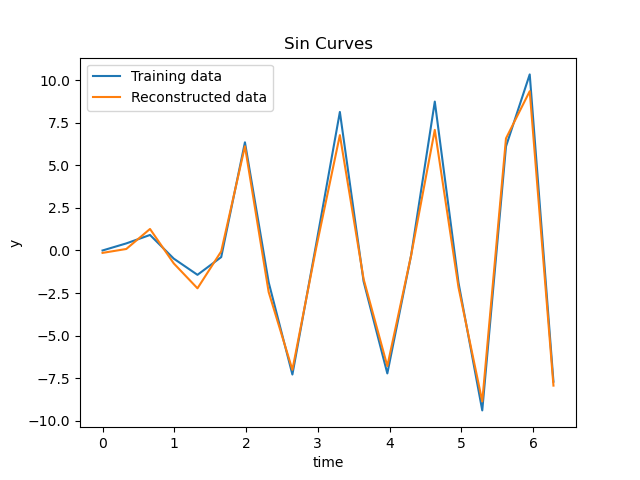 Sin Curves
Training data
Reconstructed data
10.0
7.5
5.0
2.5
0.0
−2.5
−5.0
−7.5
−10.0
y
0 1 2 3 4 5 6
time